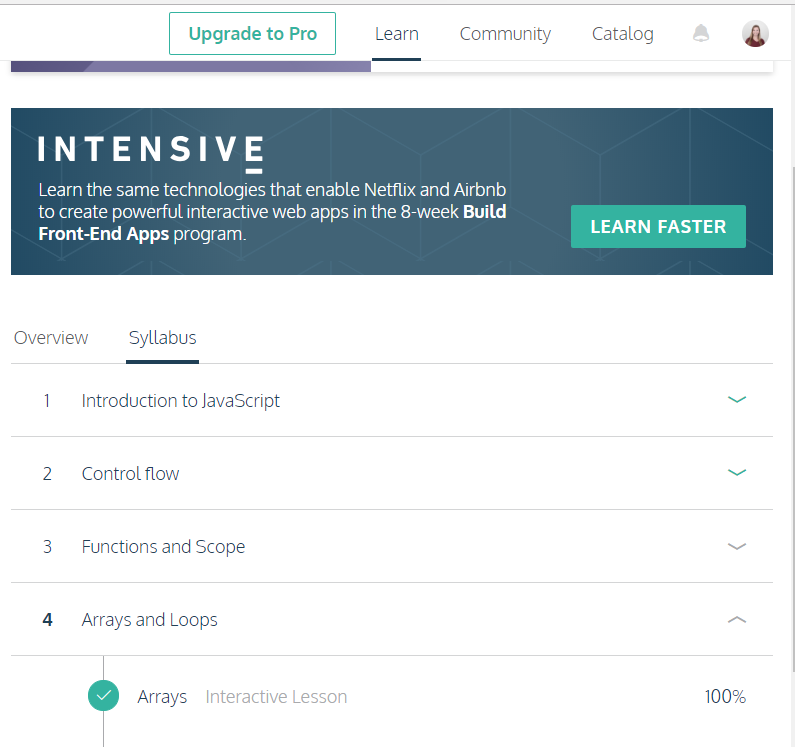 Upgrade to Pro
Learn
Community
Catalog
INTENSIVE
Learn the same technologies that enable Netflix and Airbnb
to create powerful interactive web apps in the 8-week Build
Front-End Apps program.
LEARN FASTER
Overview
Syllabus
1 Introduction to JavaScript
2 Control flow
3 Functions and Scope
4 Arrays and Loops
Arrays Interactive Lesson 100%